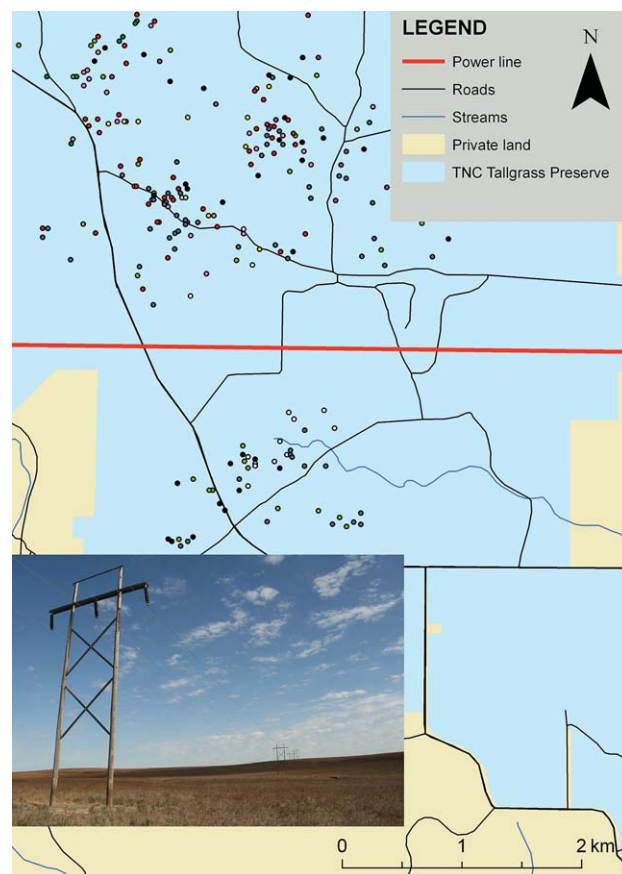 LEGEND
N
Power line
Roads
Streams
Private land
TNC Tallgrass Preserve
0 1 2 km